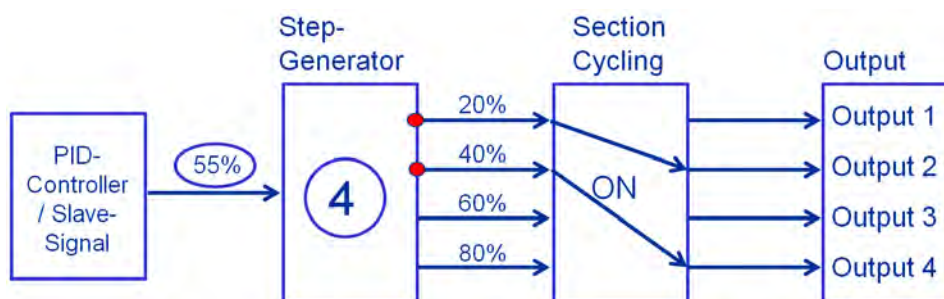 PID-
Controller
/ Slave-
Signal
55%
Step-
Generator
4
20%
40%
60%
80%
Section
Cycling
ON
Output
Output 1
Output 2
Output 3
Output 4